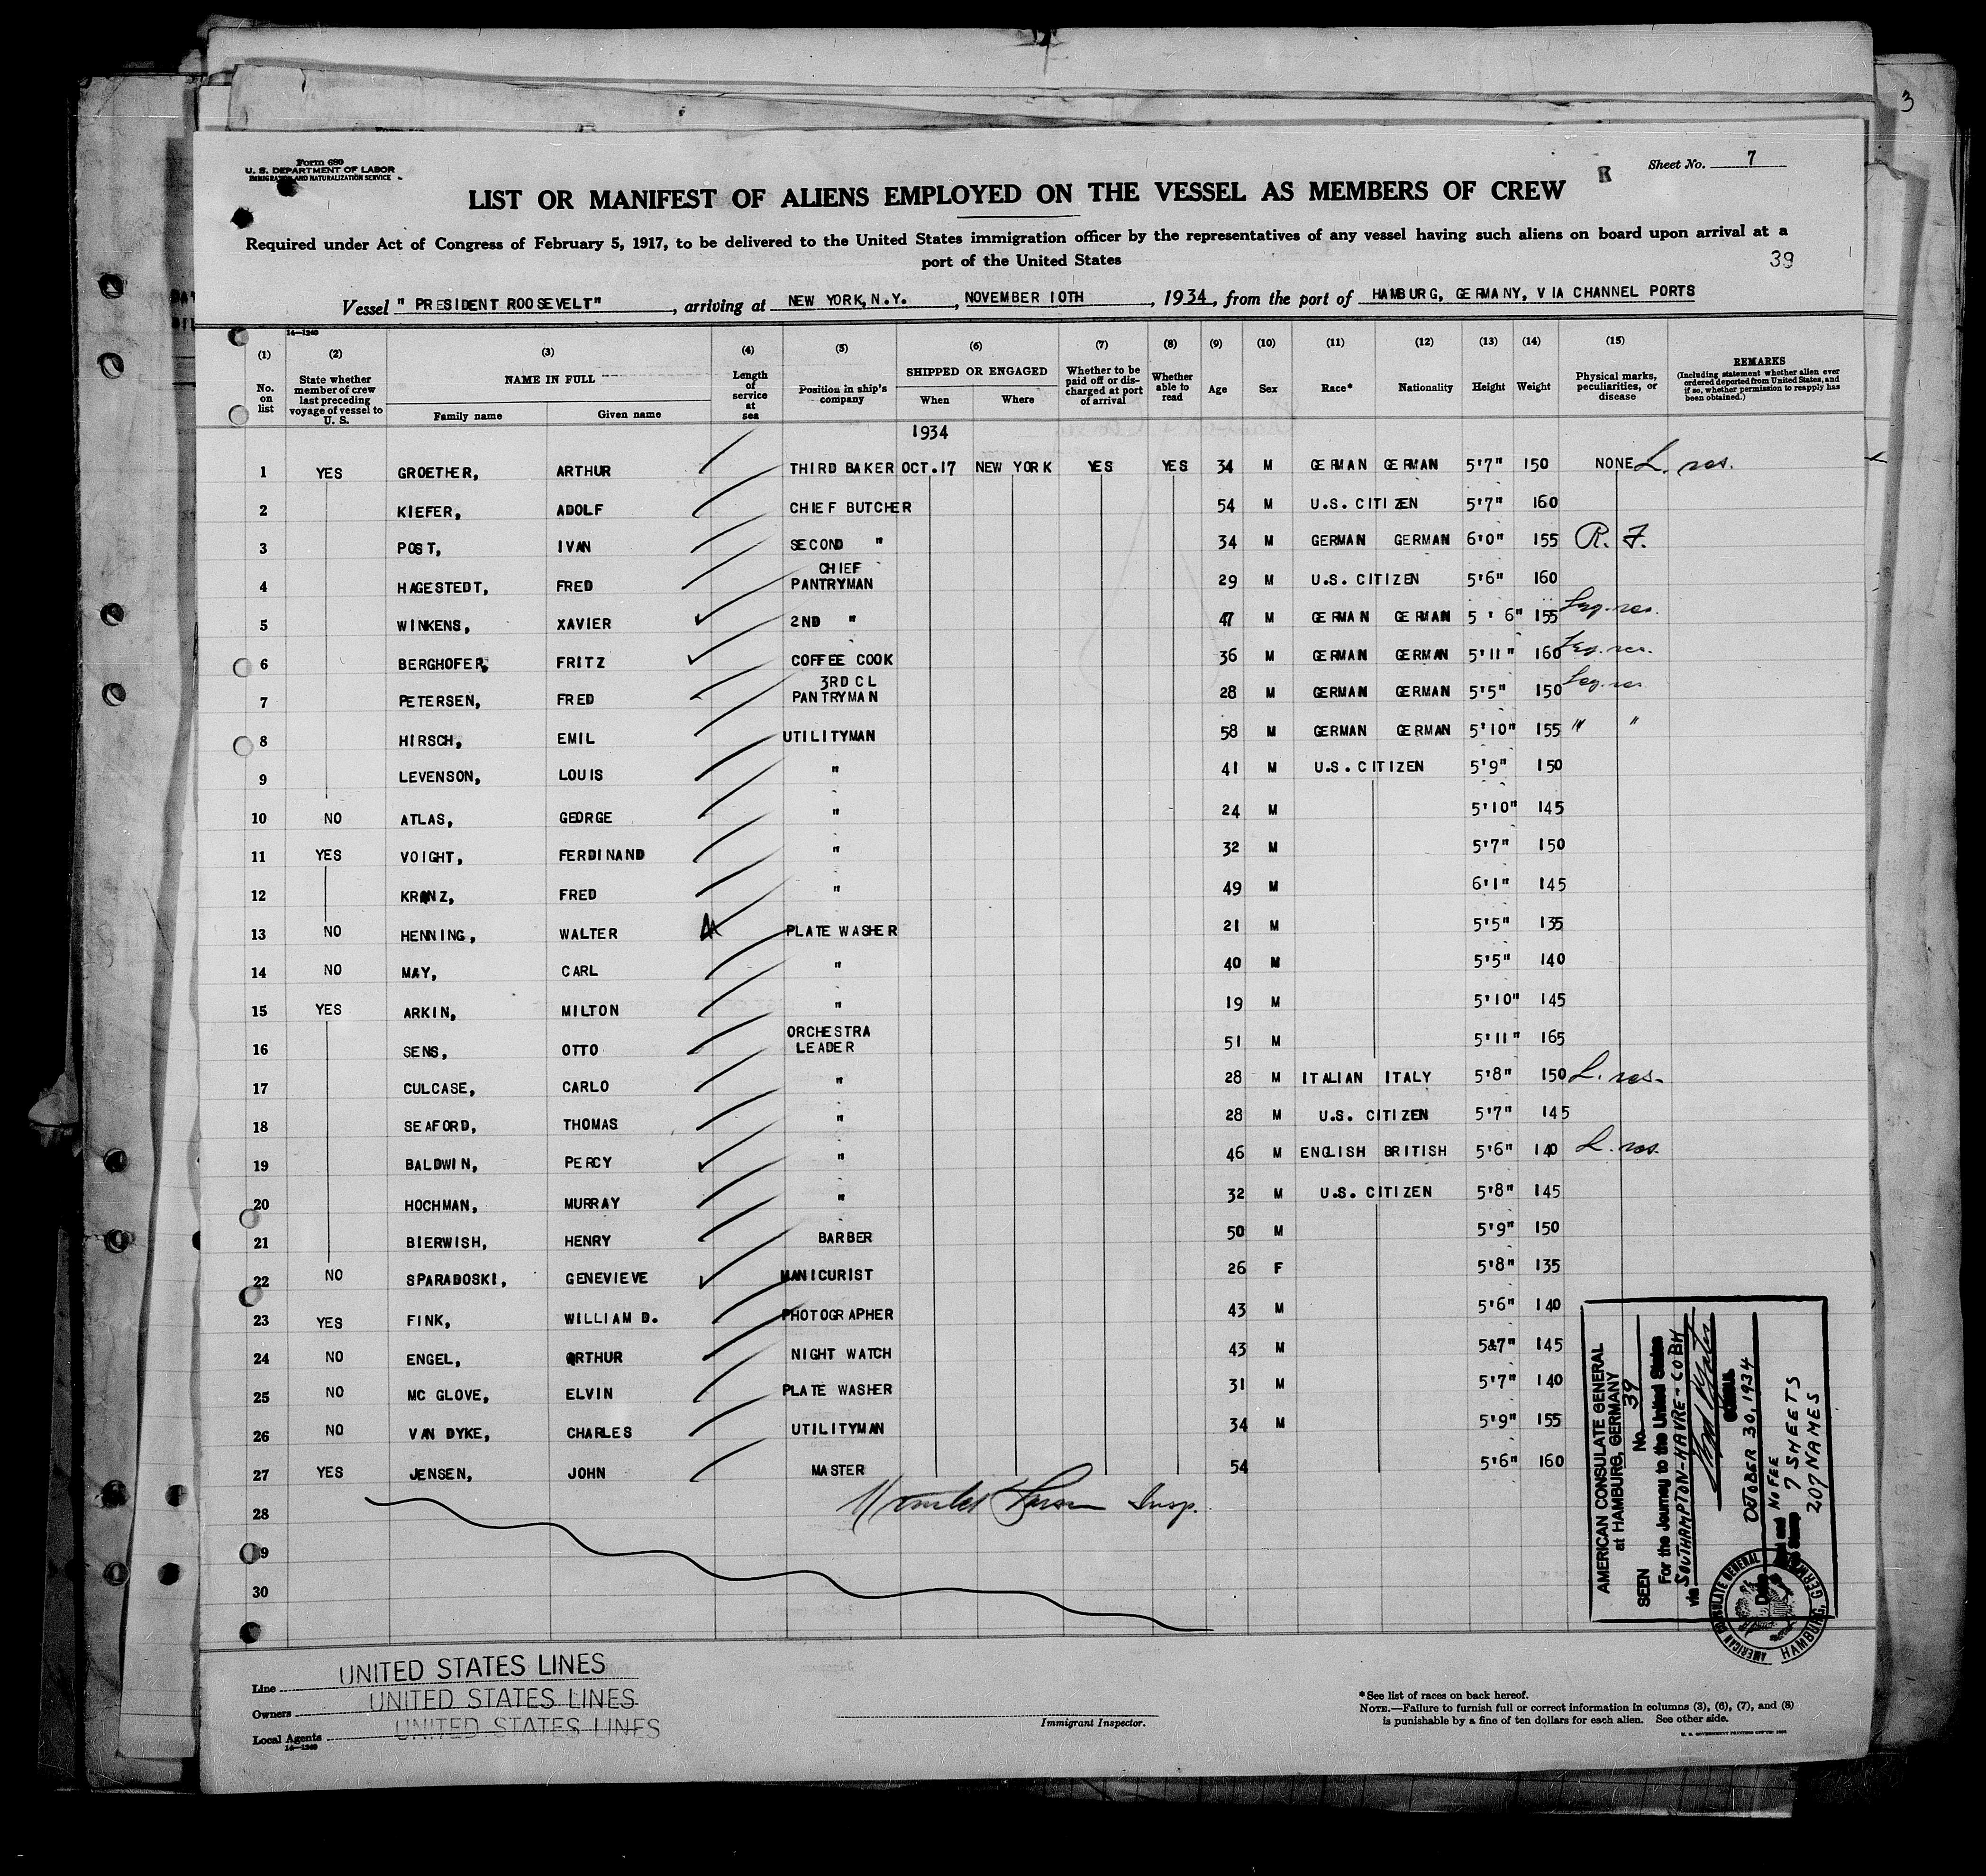 3
Form 680
U. S. DEPARTMENT OF LABOR
IMMIGRATION AND NATURALIZATION SERVICE
Sheet No. 7
LIST OR MANIFEST OF ALIENS EMPLOYED ON THE VESSEL AS MEMBERS OF CREW
Required under Act of Congress of February 5, 1917, to be delivered to the United States immigration officer by the representatives of any vessel having such aliens on board upon arrival at a
port of the United States
39
Vessel " PRESIDENT ROOSEVELT" , arriving at NEW YORK, N.Y. , NOVEMBER 10TH , 1934, from the port of HAMBURG, GERMANY, VIA CHANNEL PORTS
14—1240
(1) (2) (3) (4) (5) (6) (7) (8) (9) (10) (11) (12) (13) (14) (15)
No. on list
State whether member of crew last preceding voyage of vessel to U. S.
NAME IN FULL
Family name Given name
Length of service at sea
Position in ship's company
SHIPPED OR ENGAGED
When Where
Whether to be paid off or discharged at port of arrival
Whether able to read
Age
Sex
Race*
Nationality
Height
Weight
Physical marks, peculiarities, or disease
REMARKS
(Including statement whether alien ever ordered deported from United States, and if so, whether permission to reapply has been obtained.)
1934
1 YES GROETHER, ARTHUR THIRD BAKER OCT.17 NEW YORK YES YES 34 M GERMAN GERMAN 5'7" 150 NONE L. res.
2 KIEFER, ADOLF CHIEF BUTCHER 54 M U.S. CITIZEN 5'7" 160
3 POST, IVAN SECOND " 34 M GERMAN GERMAN 6'0" 155 R. F.
4 HAGESTEDT, FRED CHIEF PANTRYMAN 29 M U.S. CITIZEN 5'6" 160
5 WINKENS, XAVIER 2ND " 47 M GERMAN GERMAN 5 ' 6" 155 Leg. res.
6 BERGHOFER, FRITZ COFFEE COOK 36 M GERMAN GERMAN 5'11" 160 Leg. res.
7 PETERSEN, FRED 3RD CL PANTRYMAN 28 M GERMAN GERMAN 5'5" 150 Leg. res
8 HIRSCH, EMIL UTILITYMAN 58 M GERMAN GERMAN 5'10" 155 " "
9 LEVENSON, LOUIS " 41 M U.S. CITIZEN 5'9" 150
10 NO ATLAS, GEORGE " 24 M 5'10" 145
11 YES VOIGHT, FERDINAND " 32 M 5'7" 150
12 KRANZ, FRED " 49 M 6'1" 145
13 NO HENNING, WALTER PLATE WASHER 21 M 5'5" 135
14 NO MAY, CARL " 40 M 5'5" 140
15 YES ARKIN, MILTON " 19 M 5'10" 145
16 SENS, OTTO ORCHESTRA LEADER 51 M 5'11" 165
17 CULCASE, CARLO " 28 M ITALIAN ITALY 5'8" 150 L. res.
18 SEAFORD, THOMAS " 28 M U.S. CITIZEN 5'7" 145
19 BALDWIN, PERCY " 46 M ENGLISH BRITISH 5'6" 140 L. res.
20 HOCHMAN, MURRAY " 32 M U.S. CITIZEN 5'8" 145
21 BIERWISH, HENRY BARBER 50 M 5'9" 150
22 NO SPARADOSKI, GENEVIEVE MANICURIST 26 F 5'8" 135
23 YES FINK, WILLIAM D. PHOTOGRAPHER 43 M 5'6" 140
24 NO ENGEL, ARTHUR NIGHT WATCH 43 M 5&7" 145
25 NO MC GLOVE, ELVIN PLATE WASHER 31 M 5'7" 140
26 NO VAN DYKE, CHARLES UTILITYMAN 34 M 5'9" 155
27 YES JENSEN, JOHN MASTER 54 5'6" 160
28 Insp.
29
30
AMERICAN CONSULATE GENERAL
at HAMBURG, GERMANY
SEEN No. 39
For the Journey to the United States
via SOUTHAMPTON-HAVRE-COBH
CONSUL
Date OCTOBER 30, 1934
NO FEE
7 SHEETS
207 NAMES
AMERICAN CONSULATE GENERAL
HAMBURG, GERMANY
Line UNITED STATES LINES
Owners UNITED STATES LINES
Local Agents UNITED STATES LINES
14—1240
Immigrant Inspector.
*See list of races on back hereof.
NOTE.—Failure to furnish full or correct information in columns (3), (6), (7), and (8)
is punishable by a fine of ten dollars for each alien. See other side.